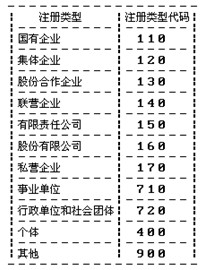 注册类型 注册类型代码
国有企业 110
集体企业 120
股份合作企业 130
联营企业 140
有限责任公司 150
股份有限公司 160
私营企业 170
事业单位 710
行政单位和社会团体 720
个体 400
其他 900